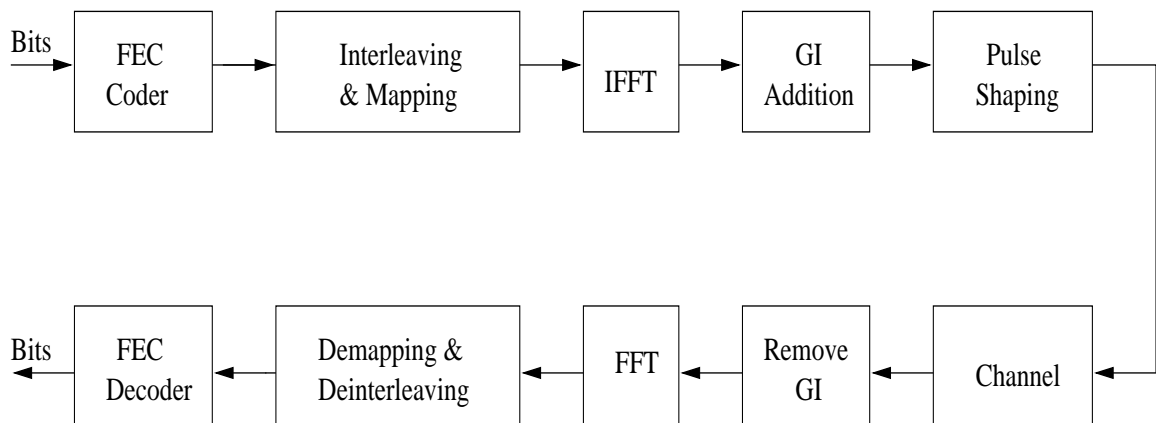 Bits
FEC
Coder
Interleaving
& Mapping
IFFT
GI
Addition
Pulse
Shaping
Bits
FEC
Decoder
Demapping &
Deinterleaving
FFT
Remove
GI
Channel